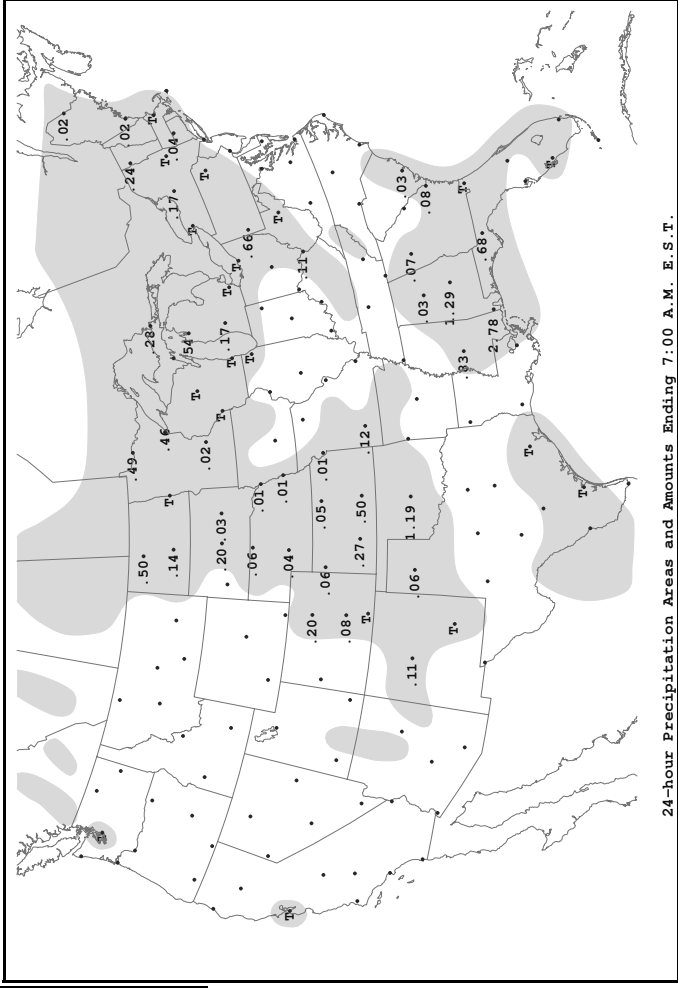 .02
T
.02
.24
.49
.50
.28
T
.46
T
T
.04
.14
.17
.54
T
T
T
.02
.20 .03
T
.17
T
T
T
.66
T
.06
.01
T
.01
.04
T
.11
.20
.05
.01
.06
.08
.27
.50
.12
T
.03
1.19
.07
.11
.06
.03
.08
1.29
T
T
.33
.68
2.78
T
T
T
24-hour Precipitation Areas and Amounts Ending 7:00 A.M. E.S.T.